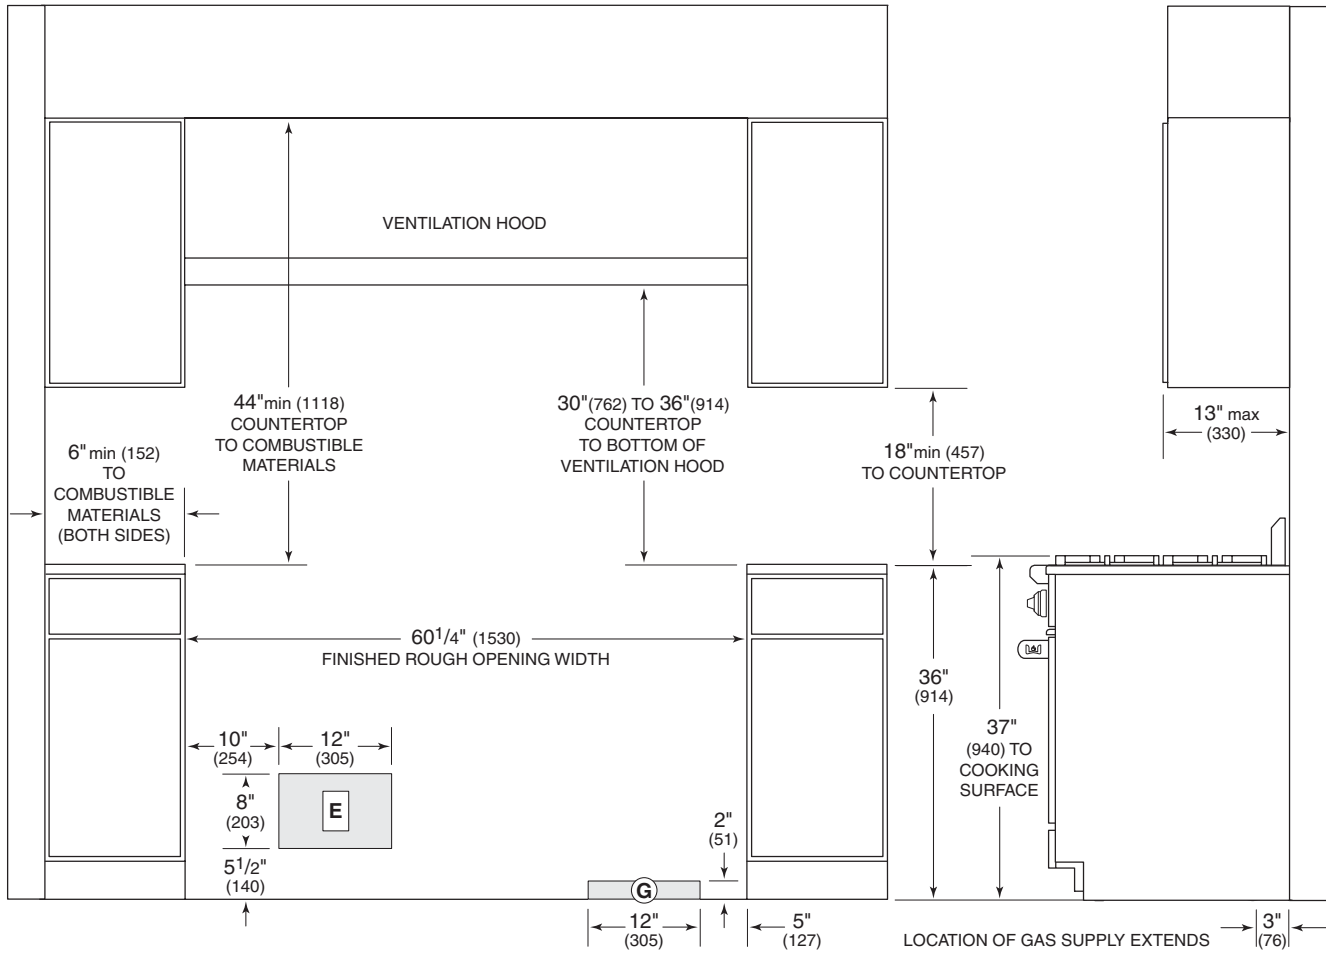 VENTILATION HOOD
44" min (1118)
COUNTERTOP
TO COMBUSTIBLE
MATERIALS
30" (762) TO 36" (914)
COUNTERTOP
TO BOTTOM OF
VENTILATION HOOD
13" max
(330)
6" min (152)
TO
COMBUSTIBLE
MATERIALS
(BOTH SIDES)
18" min (457)
TO COUNTERTOP
60 1/4" (1530)
FINISHED ROUGH OPENING WIDTH
36"
(914)
37"
(940) TO
COOKING
SURFACE
10"
(254)
12"
(305)
8"
(203)
E
5 1/2"
(140)
2"
(51)
G
12"
(305)
5"
(127)
LOCATION OF GAS SUPPLY EXTENDS
3"
(76)